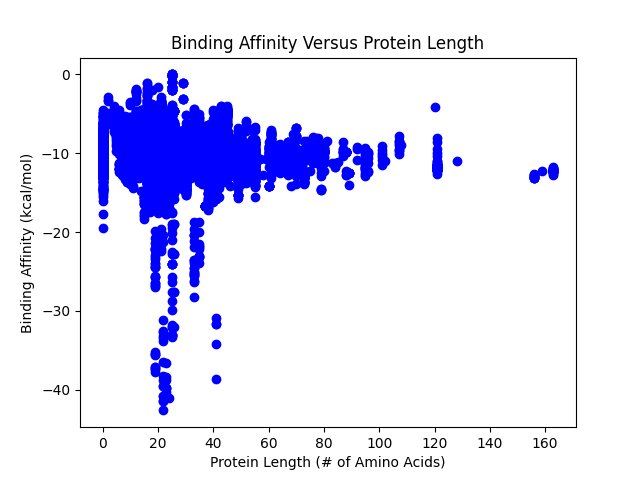 Binding Affinity Versus Protein Length
0
−10
−20
−30
−40
Binding Affinity (kcal/mol)
0 20 40 60 80 100 120 140 160
Protein Length (# of Amino Acids)